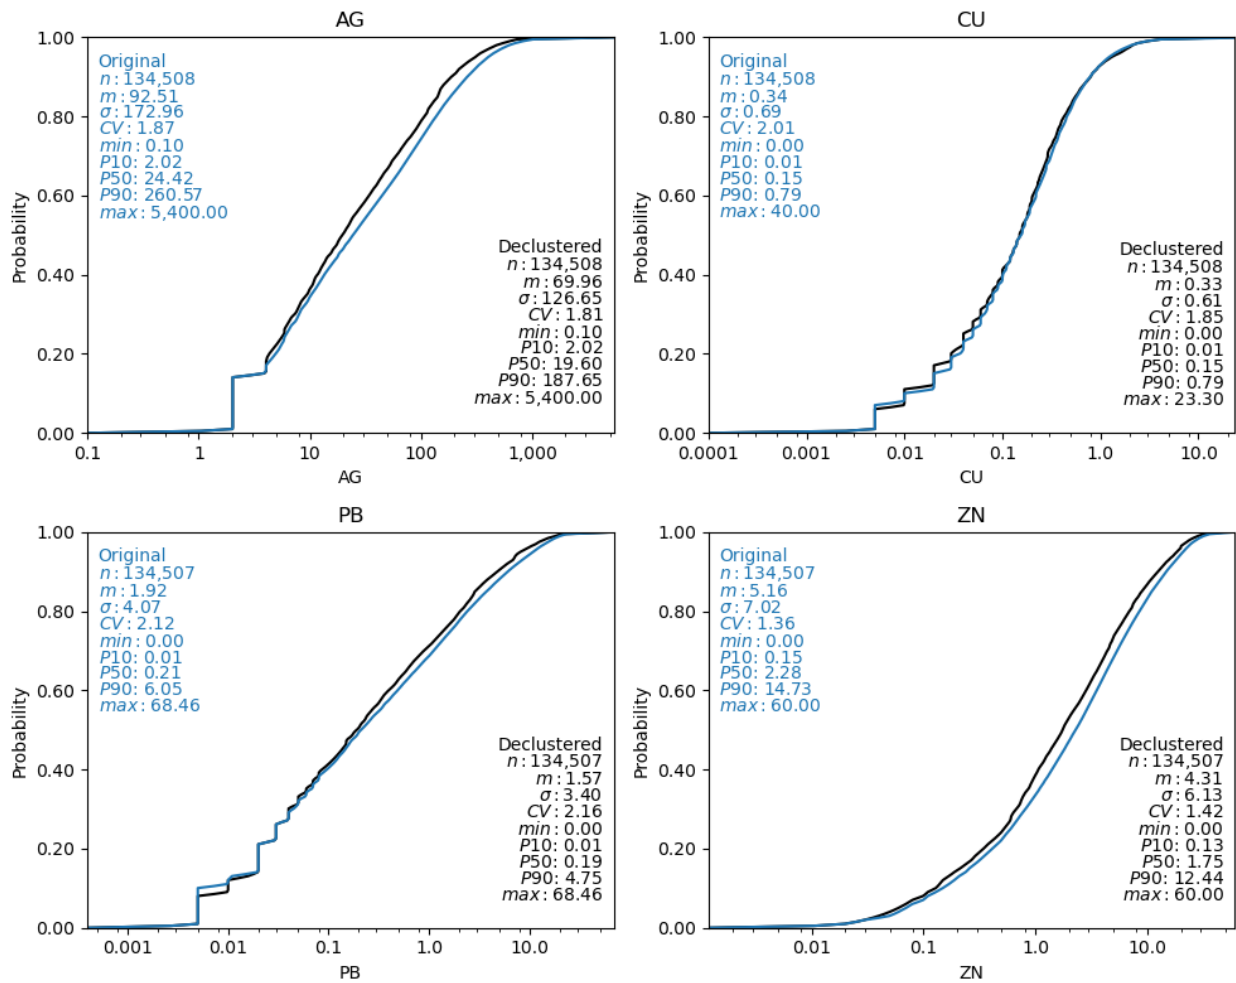 AG
1.00
0.80
0.60
0.40
0.20
0.00
Probability
Original
n : 134,508
m : 92.51
σ : 172.96
CV : 1.87
min : 0.10
P10: 2.02
P50: 24.42
P90: 260.57
max : 5,400.00
Declustered
n : 134,508
m : 69.96
σ : 126.65
CV : 1.81
min : 0.10
P10: 2.02
P50: 19.60
P90: 187.65
max : 5,400.00
0.1 1 10 100 1,000
AG
CU
1.00
0.80
0.60
0.40
0.20
0.00
Probability
Original
n : 134,508
m : 0.34
σ : 0.69
CV : 2.01
min : 0.00
P10: 0.01
P50: 0.15
P90: 0.79
max : 40.00
Declustered
n : 134,508
m : 0.33
σ : 0.61
CV : 1.85
min : 0.00
P10: 0.01
P50: 0.15
P90: 0.79
max : 23.30
0.0001 0.001 0.01 0.1 1.0 10.0
CU
PB
1.00
0.80
0.60
0.40
0.20
0.00
Probability
Original
n : 134,507
m : 1.92
σ : 4.07
CV : 2.12
min : 0.00
P10: 0.01
P50: 0.21
P90: 6.05
max : 68.46
Declustered
n : 134,507
m : 1.57
σ : 3.40
CV : 2.16
min : 0.00
P10: 0.01
P50: 0.19
P90: 4.75
max : 68.46
0.001 0.01 0.1 1.0 10.0
PB
ZN
1.00
0.80
0.60
0.40
0.20
0.00
Probability
Original
n : 134,507
m : 5.16
σ : 7.02
CV : 1.36
min : 0.00
P10: 0.15
P50: 2.28
P90: 14.73
max : 60.00
Declustered
n : 134,507
m : 4.31
σ : 6.13
CV : 1.42
min : 0.00
P10: 0.13
P50: 1.75
P90: 12.44
max : 60.00
0.01 0.1 1.0 10.0
ZN